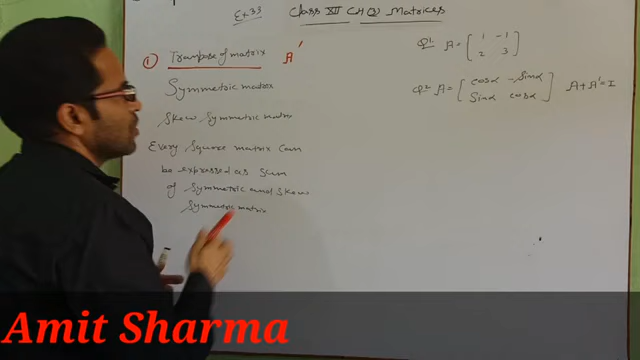 Ex 3.3 Class XII CH(3) Matrices
(1) Transpose of matrix A'
Symmetric matrix
Skew Symmetric matrix
Every Square matrix can
be expressed as sum
of Symmetric and Skew
Symmetric matrix
Q1. A = [ 1 -1
2 3 ]
Q2. A = [ cosα -Sinα
Sinα cosα ] A+A'=I
Amit Sharma